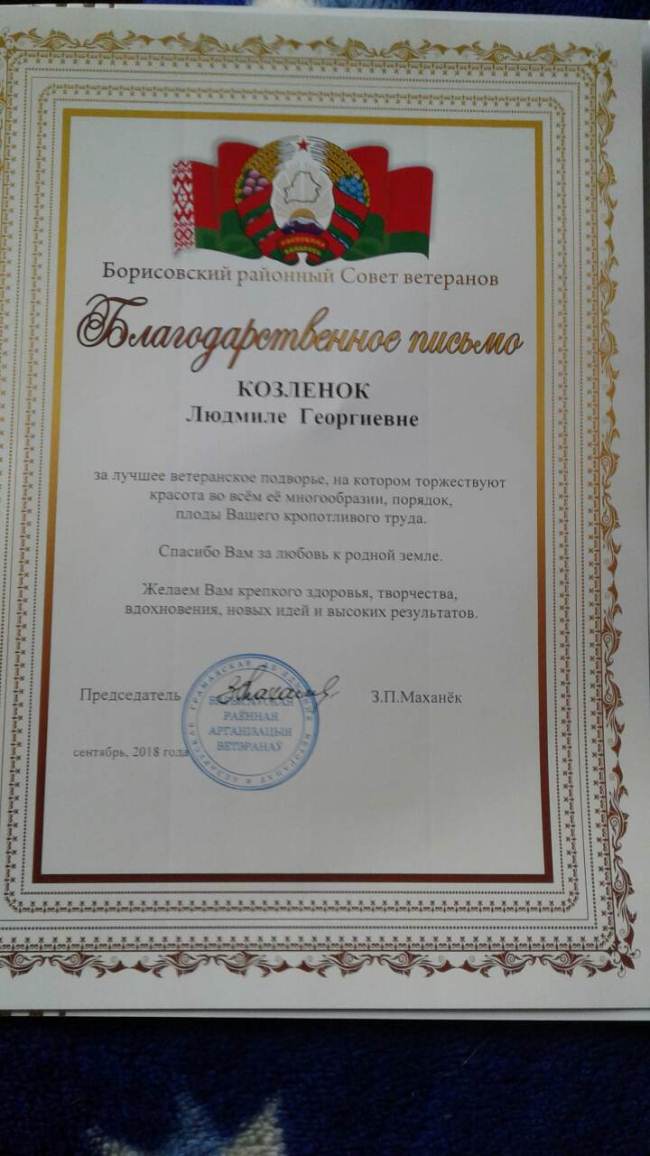 РЭСПУБЛІКА
БЕЛАРУСЬ
Борисовский районный Совет ветеранов
Благодарственное письмо
КОЗЛЕНОК
Людмиле Георгиевне
за лучшее ветеранское подворье, на котором торжествуют
красота во всём её многообразии, порядок,
плоды Вашего кропотливого труда.
Спасибо Вам за любовь к родной земле.
Желаем Вам крепкого здоровья, творчества,
вдохновения, новых идей и высоких результатов.
Председатель З.П.Маханёк
РАЁННАЯ
АРГАНІЗАЦЫЯ
ВЕТЭРАНАЎ
сентябрь, 2018 года